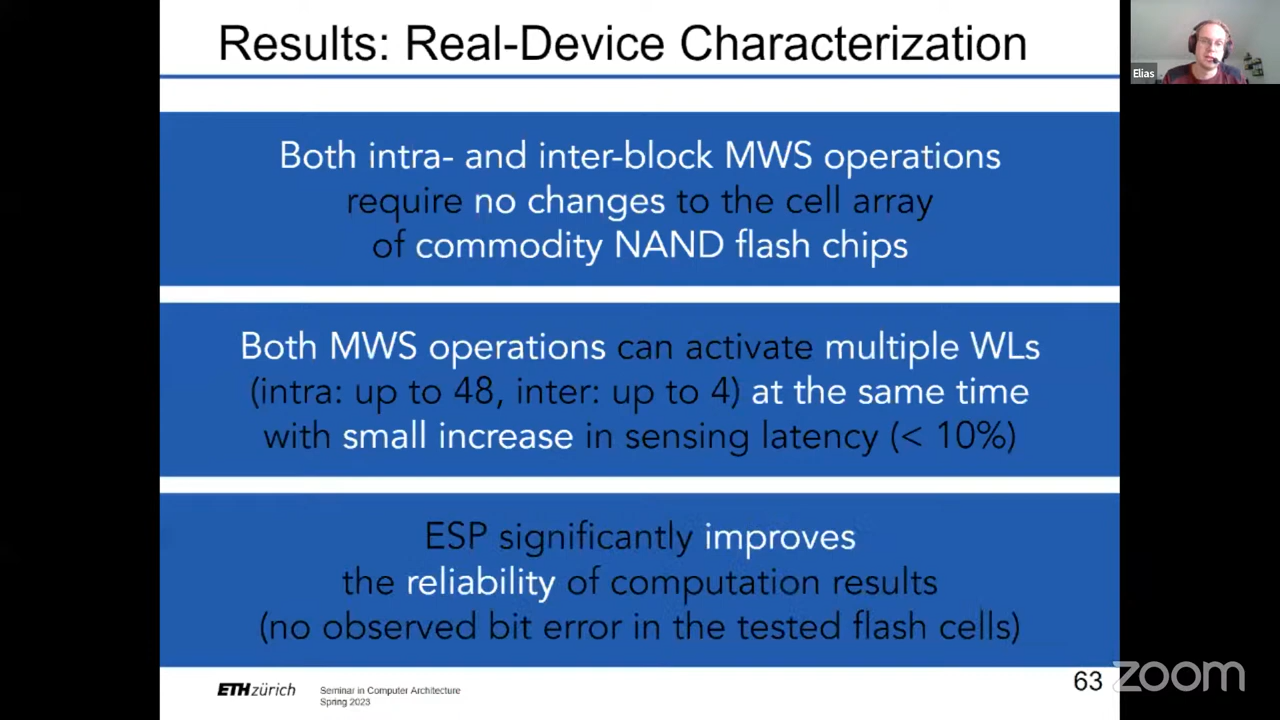 Results: Real-Device Characterization
Elias
Both intra- and inter-block MWS operations
require no changes to the cell array
of commodity NAND flash chips
Both MWS operations can activate multiple WLs
(intra: up to 48, inter: up to 4) at the same time
with small increase in sensing latency (< 10%)
ESP significantly improves
the reliability of computation results
(no observed bit error in the tested flash cells)
ETH zürich
Seminar in Computer Architecture
Spring 2023
63
zoom